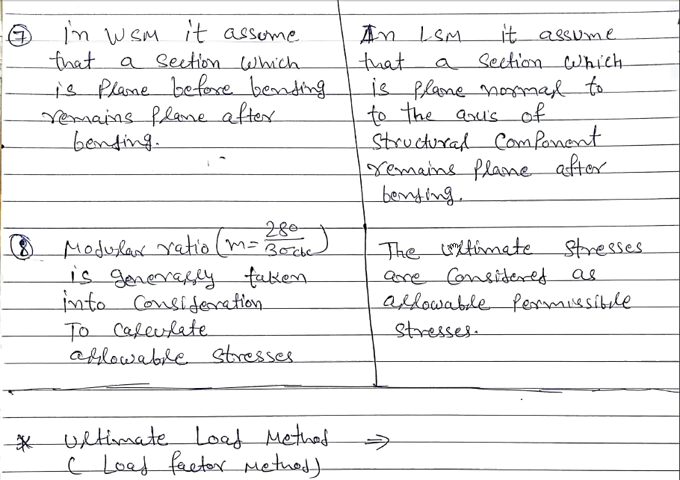 ⑦ in WSM it assume
that a section which
is plane before bending
remains plane after
bending.
In LSM it assume
that a section which
is plane normal to
to the axis of
structural component
remains plane after
bending.
⑧ Modular ratio (m = 280/3σcbc)
is generally taken
into consideration
To calculate
allowable stresses
The ultimate stresses
are considered as
allowable permissible
stresses.
* Ultimate Load Method ⇒
( Load factor Method)